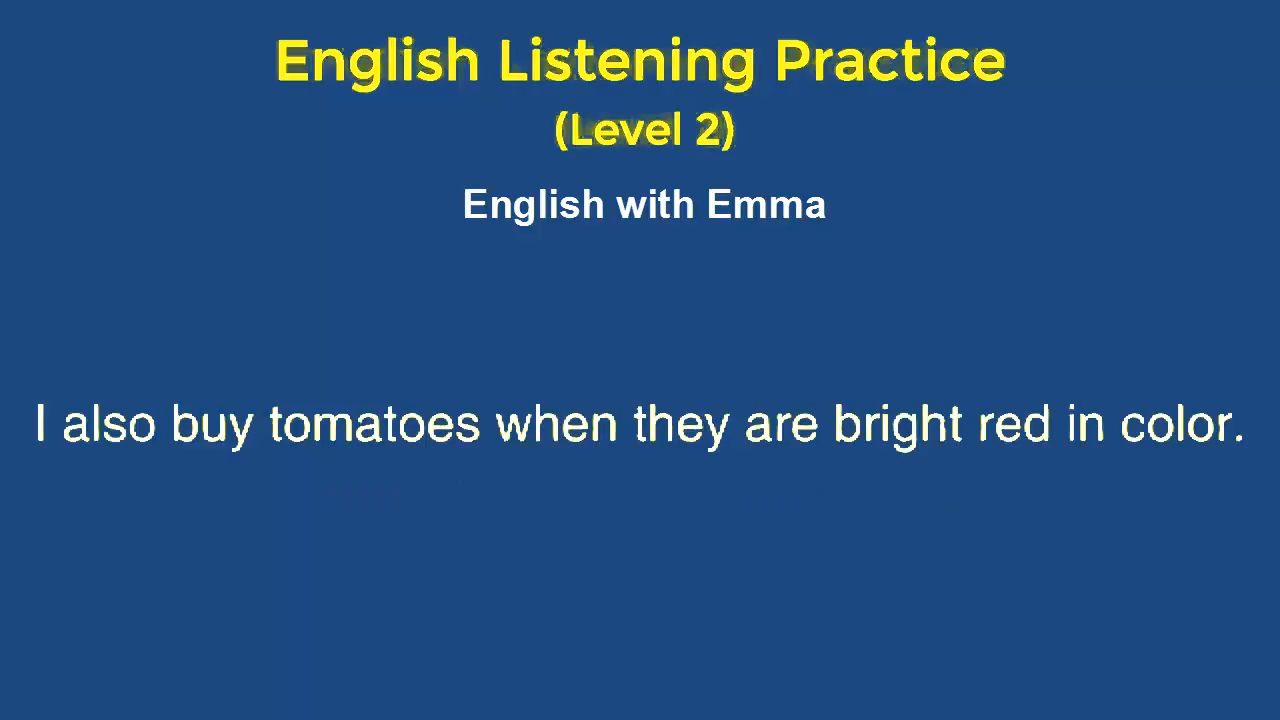 English Listening Practice
(Level 2)
English with Emma
I also buy tomatoes when they are bright red in color.